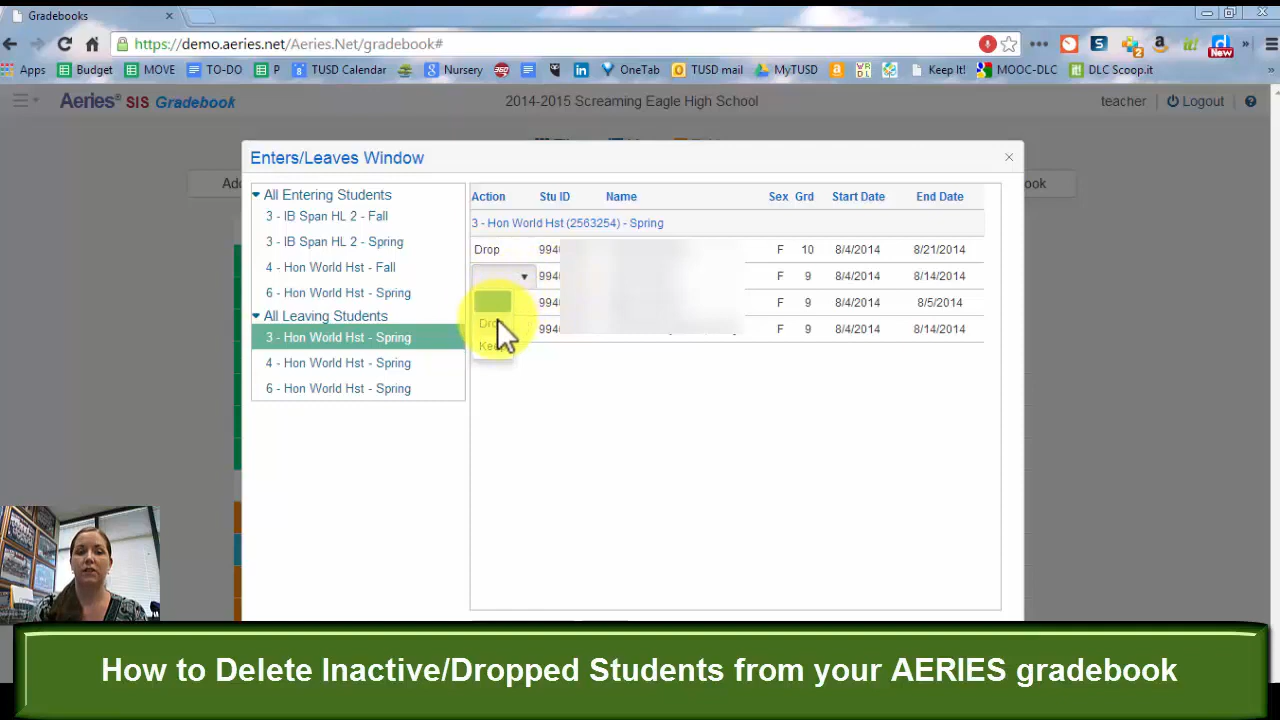 Gradebooks
https://demo.aeries.net/Aeries.Net/gradebook#
New
Apps Budget MOVE TO-DO P TUSD Calendar Nursery OneTab TUSD mail MyTUSD Keep It! MOOC-DLC DLC Scoop.it
Aeries® SIS Gradebook 2014-2015 Screaming Eagle High School teacher Logout
Enters/Leaves Window
All Entering Students
3 - IB Span HL 2 - Fall
3 - IB Span HL 2 - Spring
4 - Hon World Hst - Fall
6 - Hon World Hst - Spring
All Leaving Students
3 - Hon World Hst - Spring
4 - Hon World Hst - Spring
6 - Hon World Hst - Spring
Action Stu ID Name Sex Grd Start Date End Date
3 - Hon World Hst (2563254) - Spring
Drop F 10 8/4/2014 8/21/2014
F 9 8/4/2014 8/14/2014
F 9 8/4/2014 8/5/2014
F 9 8/4/2014 8/14/2014
How to Delete Inactive/Dropped Students from your AERIES gradebook